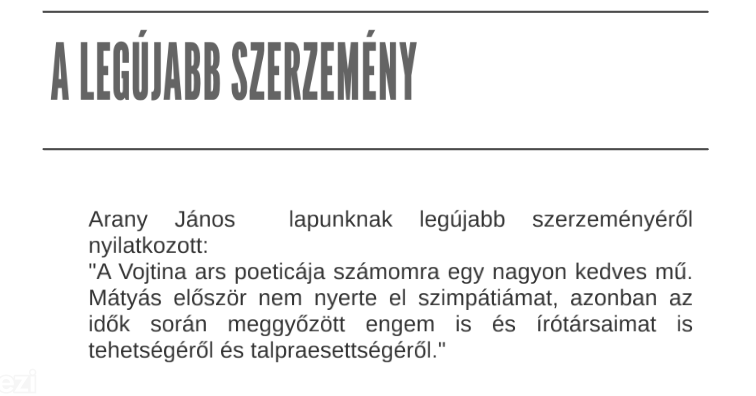 A LEGÚJABB SZERZEMÉNY
Arany János lapunknak legújabb szerzeményéről
nyilatkozott:
"A Vojtina ars poeticája számomra egy nagyon kedves mű.
Mátyás először nem nyerte el szimpátiámat, azonban az
idők során meggyőzött engem is és írótársaimat is
tehetségéről és talpraesettségéről."
ezi